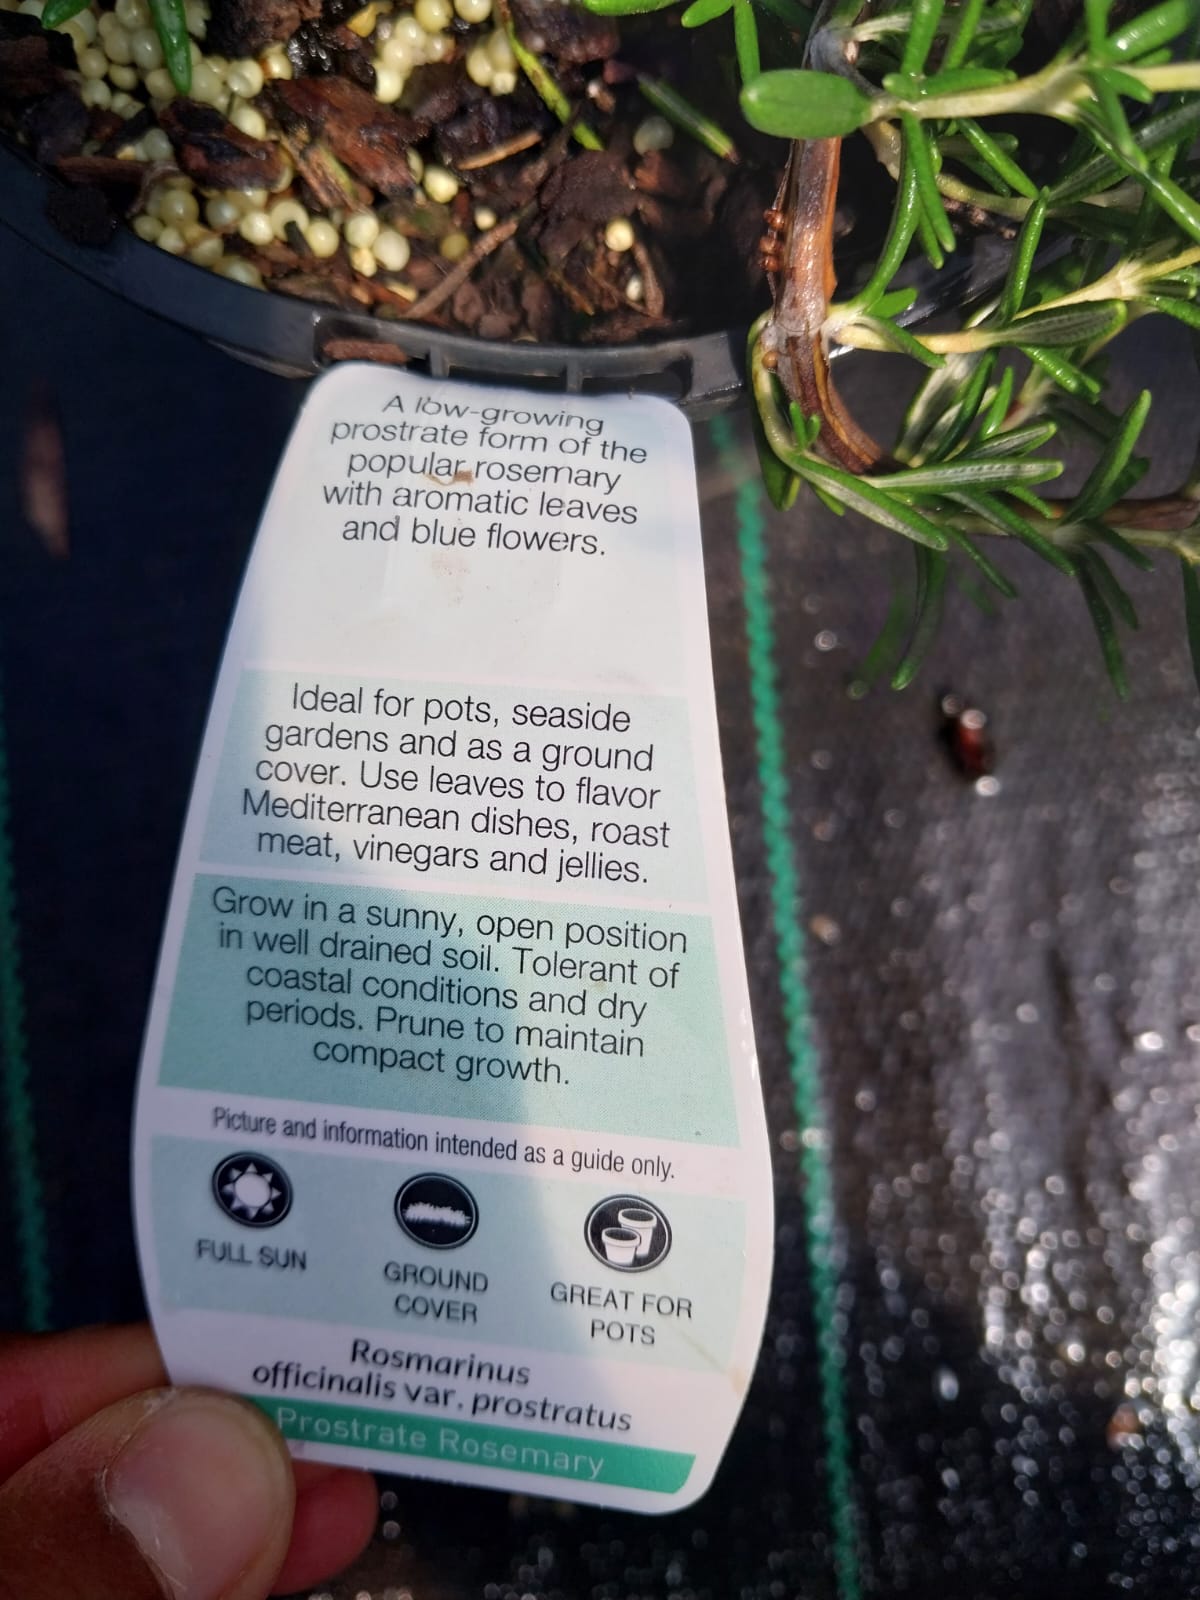 A low-growing
prostrate form of the
popular rosemary
with aromatic leaves
and blue flowers.
Ideal for pots, seaside
gardens and as a ground
cover. Use leaves to flavor
Mediterranean dishes, roast
meat, vinegars and jellies.
Grow in a sunny, open position
in well drained soil. Tolerant of
coastal conditions and dry
periods. Prune to maintain
compact growth.
Picture and information intended as a guide only.
FULL SUN
GROUND
COVER
GREAT FOR
POTS
Rosmarinus
officinalis var. prostratus
Prostrate Rosemary